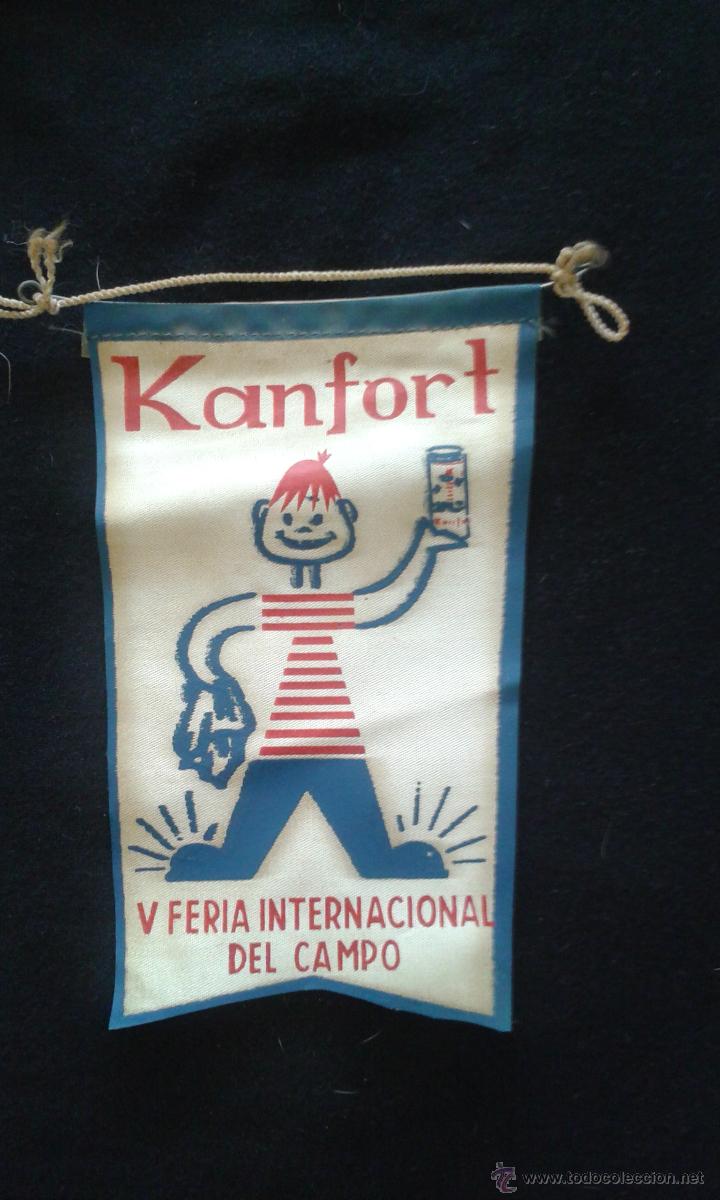 Kanfort
V FERIA INTERNACIONAL
DEL CAMPO
www.todocoleccion.net